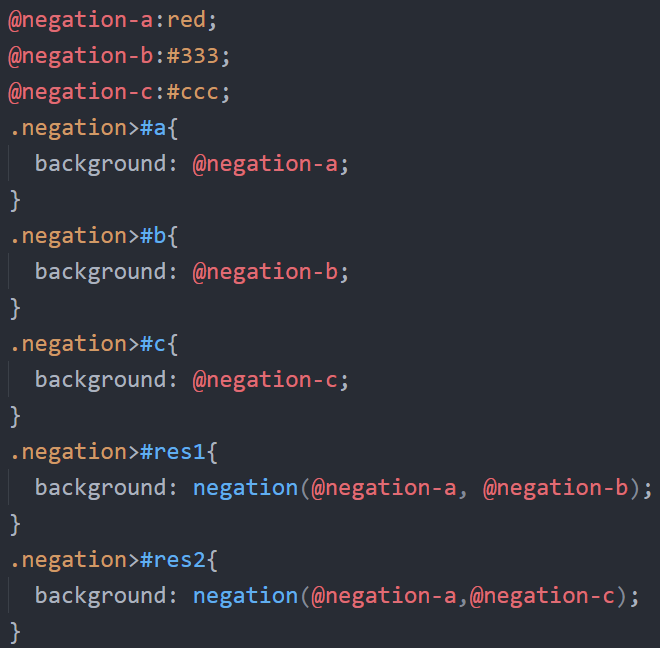 @negation-a:red;
@negation-b:#333;
@negation-c:#ccc;
.negation>#a{
  background: @negation-a;
}
.negation>#b{
  background: @negation-b;
}
.negation>#c{
  background: @negation-c;
}
.negation>#res1{
  background: negation(@negation-a, @negation-b);
}
.negation>#res2{
  background: negation(@negation-a,@negation-c);
}